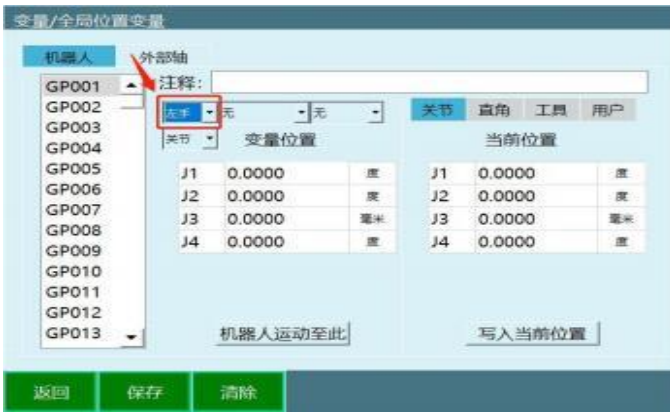 变量/全局位置变量
机器人 外部轴
注释:
GP001
GP002
GP003
GP004
GP005
GP006
GP007
GP008
GP009
GP010
GP011
GP012
GP013
左手 无 无
关节 变量位置
J1 0.0000 度
J2 0.0000 度
J3 0.0000 毫米
J4 0.0000 度
机器人运动至此
关节 直角 工具 用户
当前位置
J1 0.0000 度
J2 0.0000 度
J3 0.0000 毫米
J4 0.0000 度
写入当前位置
返回 保存 清除